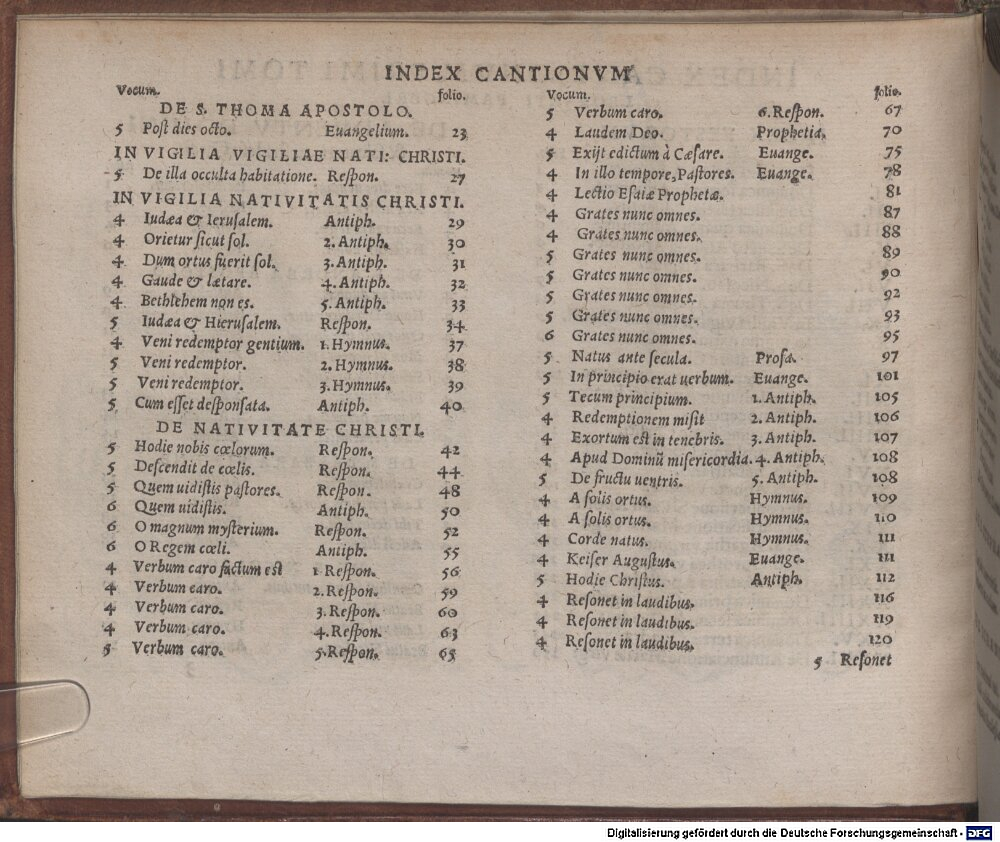 INDEX CANTIONVM
Vocum. folio.
DE S. THOMA APOSTOLO.
5 Post dies octo. Euangelium. 23
IN VIGILIA VIGILIAE NATI: CHRISTI.
5 De illa occulta habitatione. Respon. 27
IN VIGILIA NATIVITATIS CHRISTI.
4 Iudæa & Ierusalem. Antiph. 29
4 Orietur sicut sol. 2. Antiph. 30
4 Dum ortus fuerit sol. 3. Antiph. 31
4 Gaude & lætare. 4. Antiph. 32
4 Bethlehem non es. 5. Antiph. 33
5 Iudæa & Hierusalem. Respon. 34
4 Veni redemptor gentium. 1. Hymnus. 37
5 Veni redemptor. 2. Hymnus. 38
5 Veni redemptor. 3. Hymnus. 39
5 Cum esset desponsata. Antiph. 40
DE NATIVITATE CHRISTI.
5 Hodie nobis cœlorum. Respon. 42
5 Descendit de cœlis. Respon. 44
5 Quem uidistis pastores. Respon. 48
6 Quem uidistis. Antiph. 50
6 O magnum mysterium. Respon. 52
6 O Regem cœli. Antiph. 55
4 Verbum caro factum est 1. Respon. 56
4 Verbum caro. 2. Respon. 59
4 Verbum caro. 3. Respon. 60
4 Verbum caro. 4. Respon. 63
5 Verbum caro. 5. Respon. 65
Vocum. folio.
5 Verbum caro. 6. Respon. 67
4 Laudem Deo. Prophetia. 70
5 Exijt edictum à Cæsare. Euange. 75
4 In illo tempore, Pastores. Euange. 78
4 Lectio Esaiæ Prophetæ. 81
4 Grates nunc omnes. 87
4 Grates nunc omnes. 88
5 Grates nunc omnes. 89
5 Grates nunc omnes. 90
5 Grates nunc omnes. 92
5 Grates nunc omnes. 93
6 Grates nunc omnes. 95
5 Natus ante secula. Prosa. 97
5 In principio erat uerbum. Euange. 101
5 Tecum principium. 1. Antiph. 105
4 Redemptionem misit 2. Antiph. 106
4 Exortum est in tenebris. 3. Antiph. 107
4 Apud Dominũ misericordia. 4. Antiph. 108
5 De fructu uentris. 5. Antiph. 108
4 A solis ortus. Hymnus. 109
4 A solis ortus. Hymnus. 110
4 Corde natus. Hymnus. 111
4 Keiser Augustus. Euange. 111
5 Hodie Christus. Antiph. 112
4 Resonet in laudibus. 116
4 Resonet in laudibus. 119
4 Resonet in laudibus. 120
5 Resonet
Digitalisierung gefördert durch die Deutsche Forschungsgemeinschaft - DFG